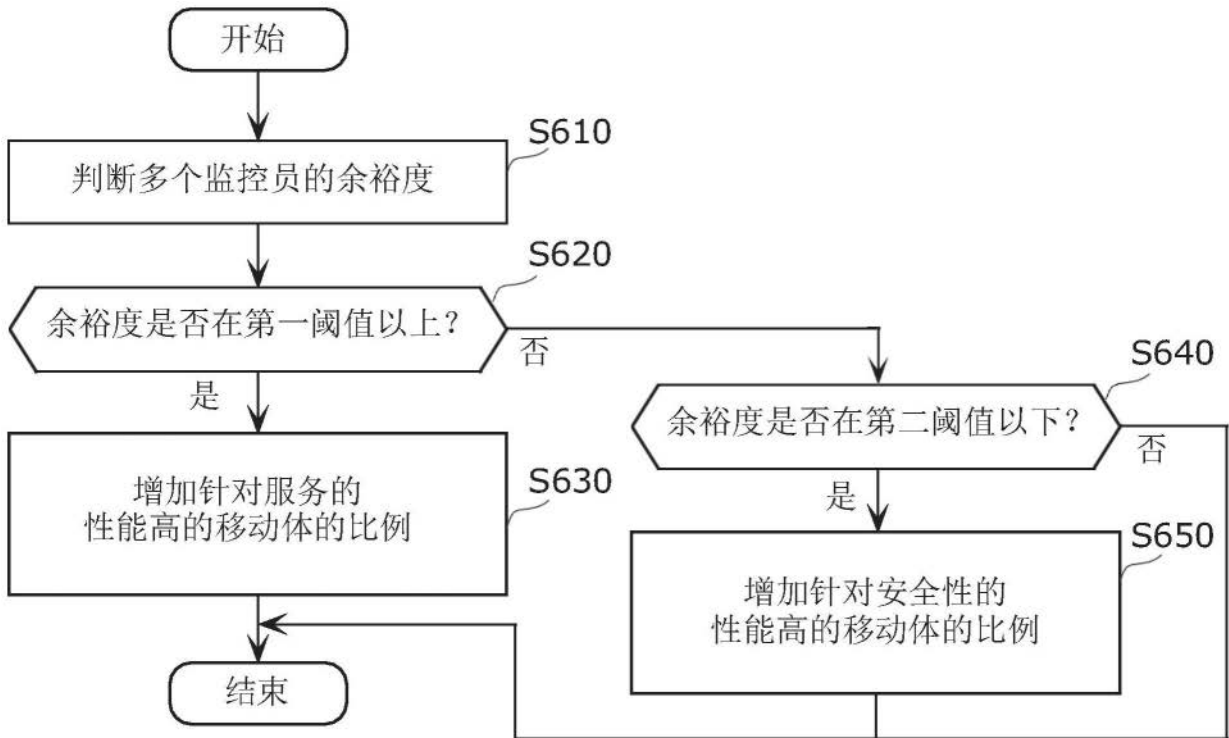 开始
S610
判断多个监控员的余裕度
S620
余裕度是否在第一阈值以上?
否
是
S640
余裕度是否在第二阈值以下?
否
是
S630
增加针对服务的
性能高的移动体的比例
S650
增加针对安全性的
性能高的移动体的比例
结束